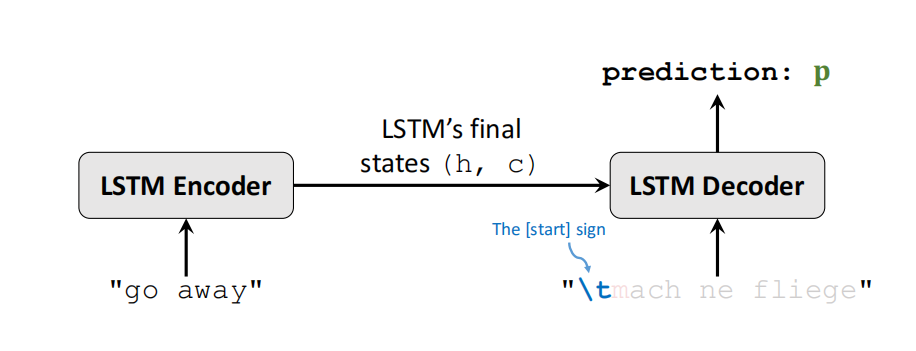 prediction: p
LSTM's final
states (h, c)
LSTM Encoder
LSTM Decoder
The [start] sign
"go away"
"\tmach ne fliege"